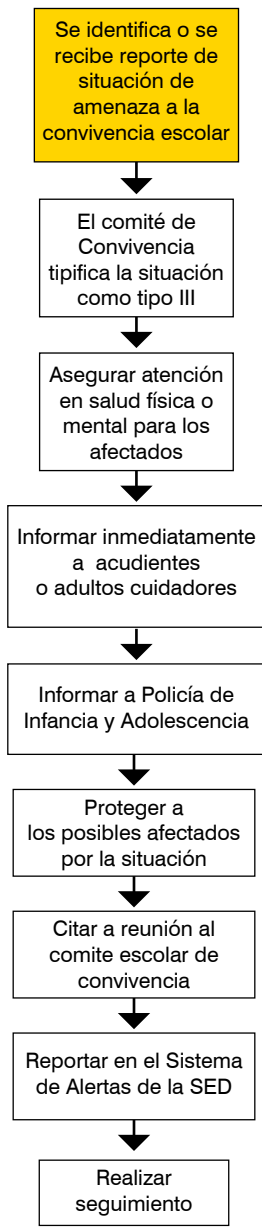 Se identifica o se
recibe reporte de
situación de
amenaza a la
convivencia escolar
El comité de
Convivencia
tipifica la situación
como tipo III
Asegurar atención
en salud física o
mental para los
afectados
Informar inmediatamente
a acudientes
o adultos cuidadores
Informar a Policía de
Infancia y Adolescencia
Proteger a
los posibles afectados
por la situación
Citar a reunión al
comite escolar de
convivencia
Reportar en el Sistema
de Alertas de la SED
Realizar
seguimiento